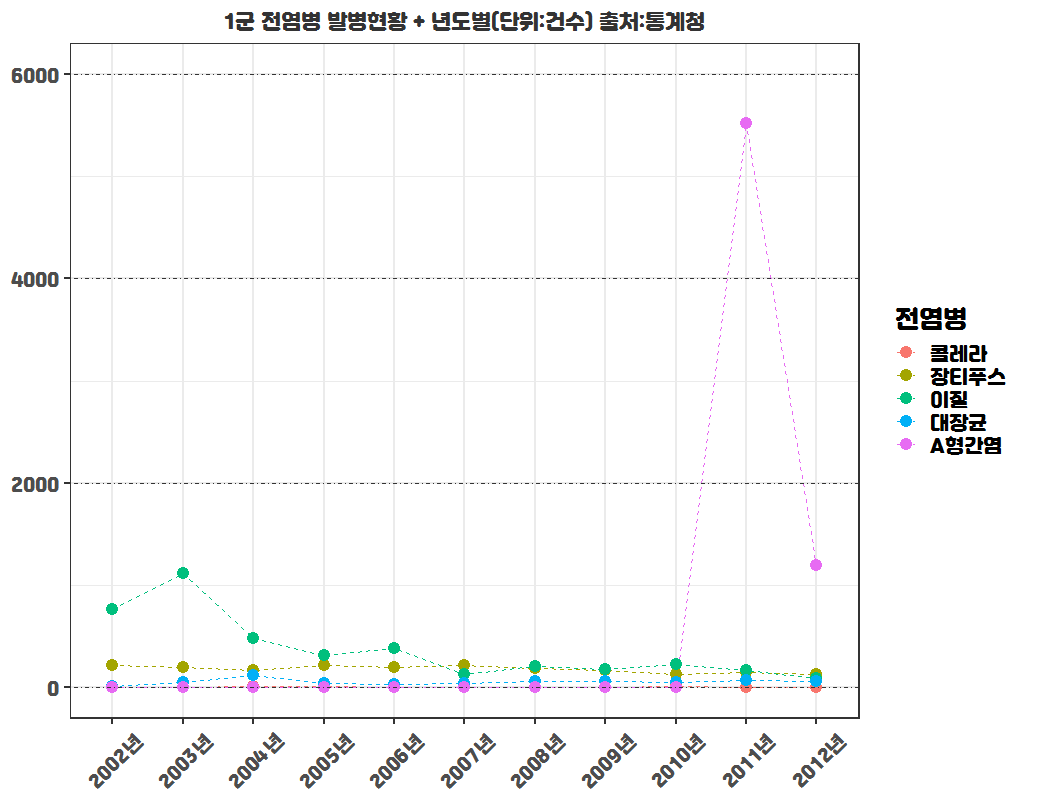 1군 전염병 발병현황 + 년도별(단위:건수) 출처:통계청
6000
4000
2000
0
2002년
2003년
2004년
2005년
2006년
2007년
2008년
2009년
2010년
2011년
2012년
전염병
콜레라
장티푸스
이질
대장균
A형간염